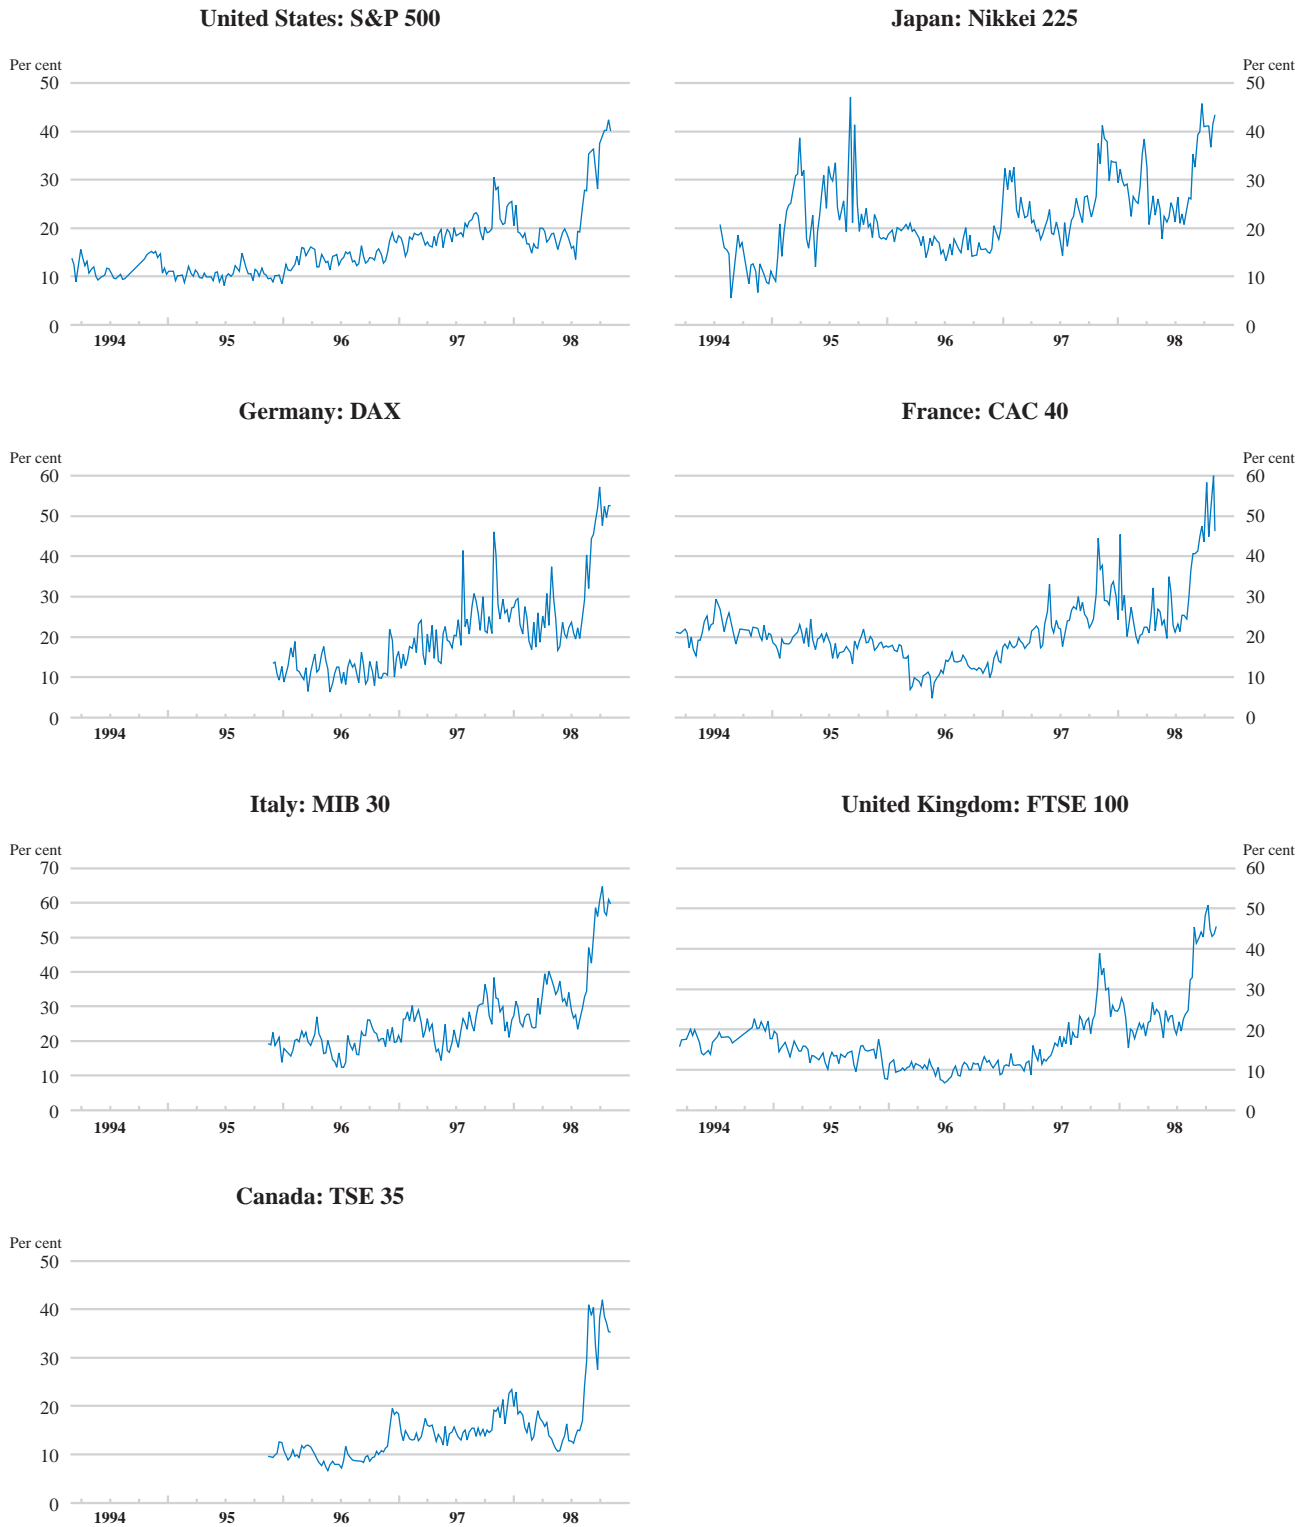 United States: S&P 500
Per cent
50
40
30
20
10
0
1994 95 96 97 98
Japan: Nikkei 225
Per cent
50
40
30
20
10
0
1994 95 96 97 98
Germany: DAX
Per cent
60
50
40
30
20
10
0
1994 95 96 97 98
France: CAC 40
Per cent
60
50
40
30
20
10
0
1994 95 96 97 98
Italy: MIB 30
Per cent
70
60
50
40
30
20
10
0
1994 95 96 97 98
United Kingdom: FTSE 100
Per cent
60
50
40
30
20
10
0
1994 95 96 97 98
Canada: TSE 35
Per cent
50
40
30
20
10
0
1994 95 96 97 98